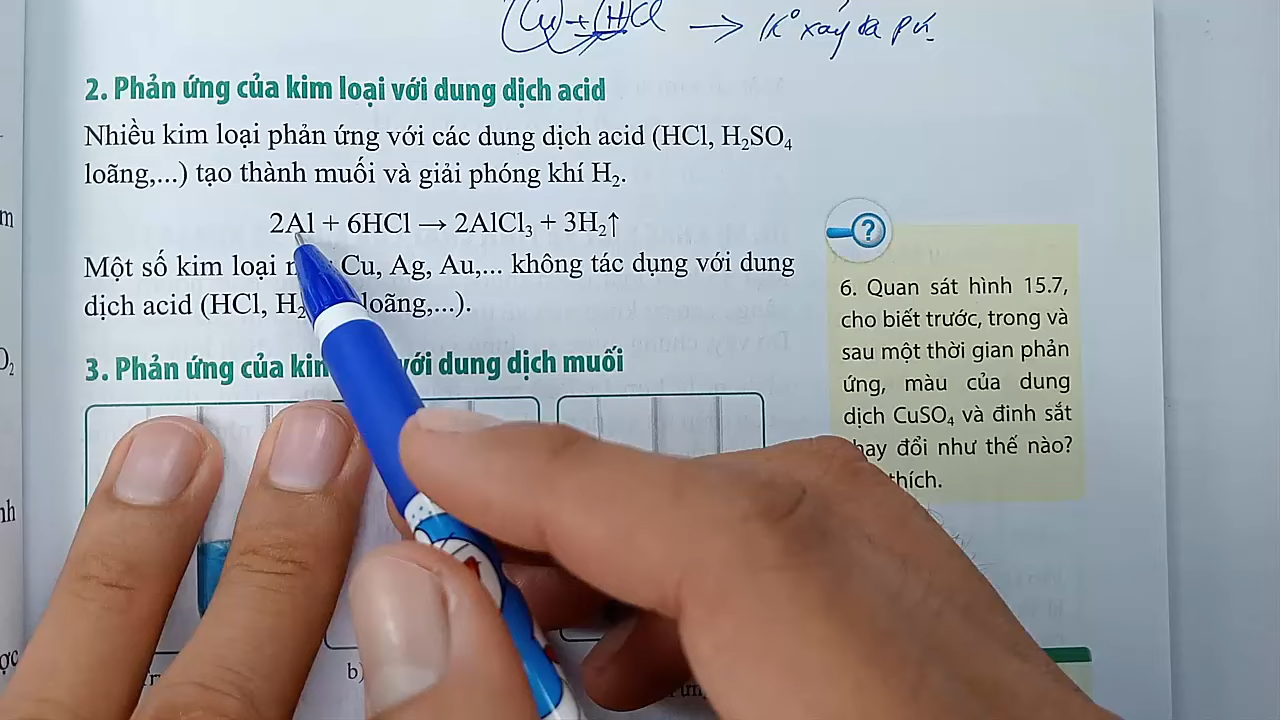 (Cu) + (H)Cl → K° xảy ra pứ
2. Phản ứng của kim loại với dung dịch acid
Nhiều kim loại phản ứng với các dung dịch acid (HCl, H₂SO₄
loãng,...) tạo thành muối và giải phóng khí H₂.
2Al + 6HCl → 2AlCl₃ + 3H₂↑
Một số kim loại Cu, Ag, Au,... không tác dụng với dung
dịch acid (HCl, H₂ loãng,...).
3. Phản ứng của với dung dịch muối
6. Quan sát hình 15.7,
cho biết trước, trong và
sau một thời gian phản
ứng, màu của dung
dịch CuSO₄ và đinh sắt
đổi như thế nào?
thích.
b)